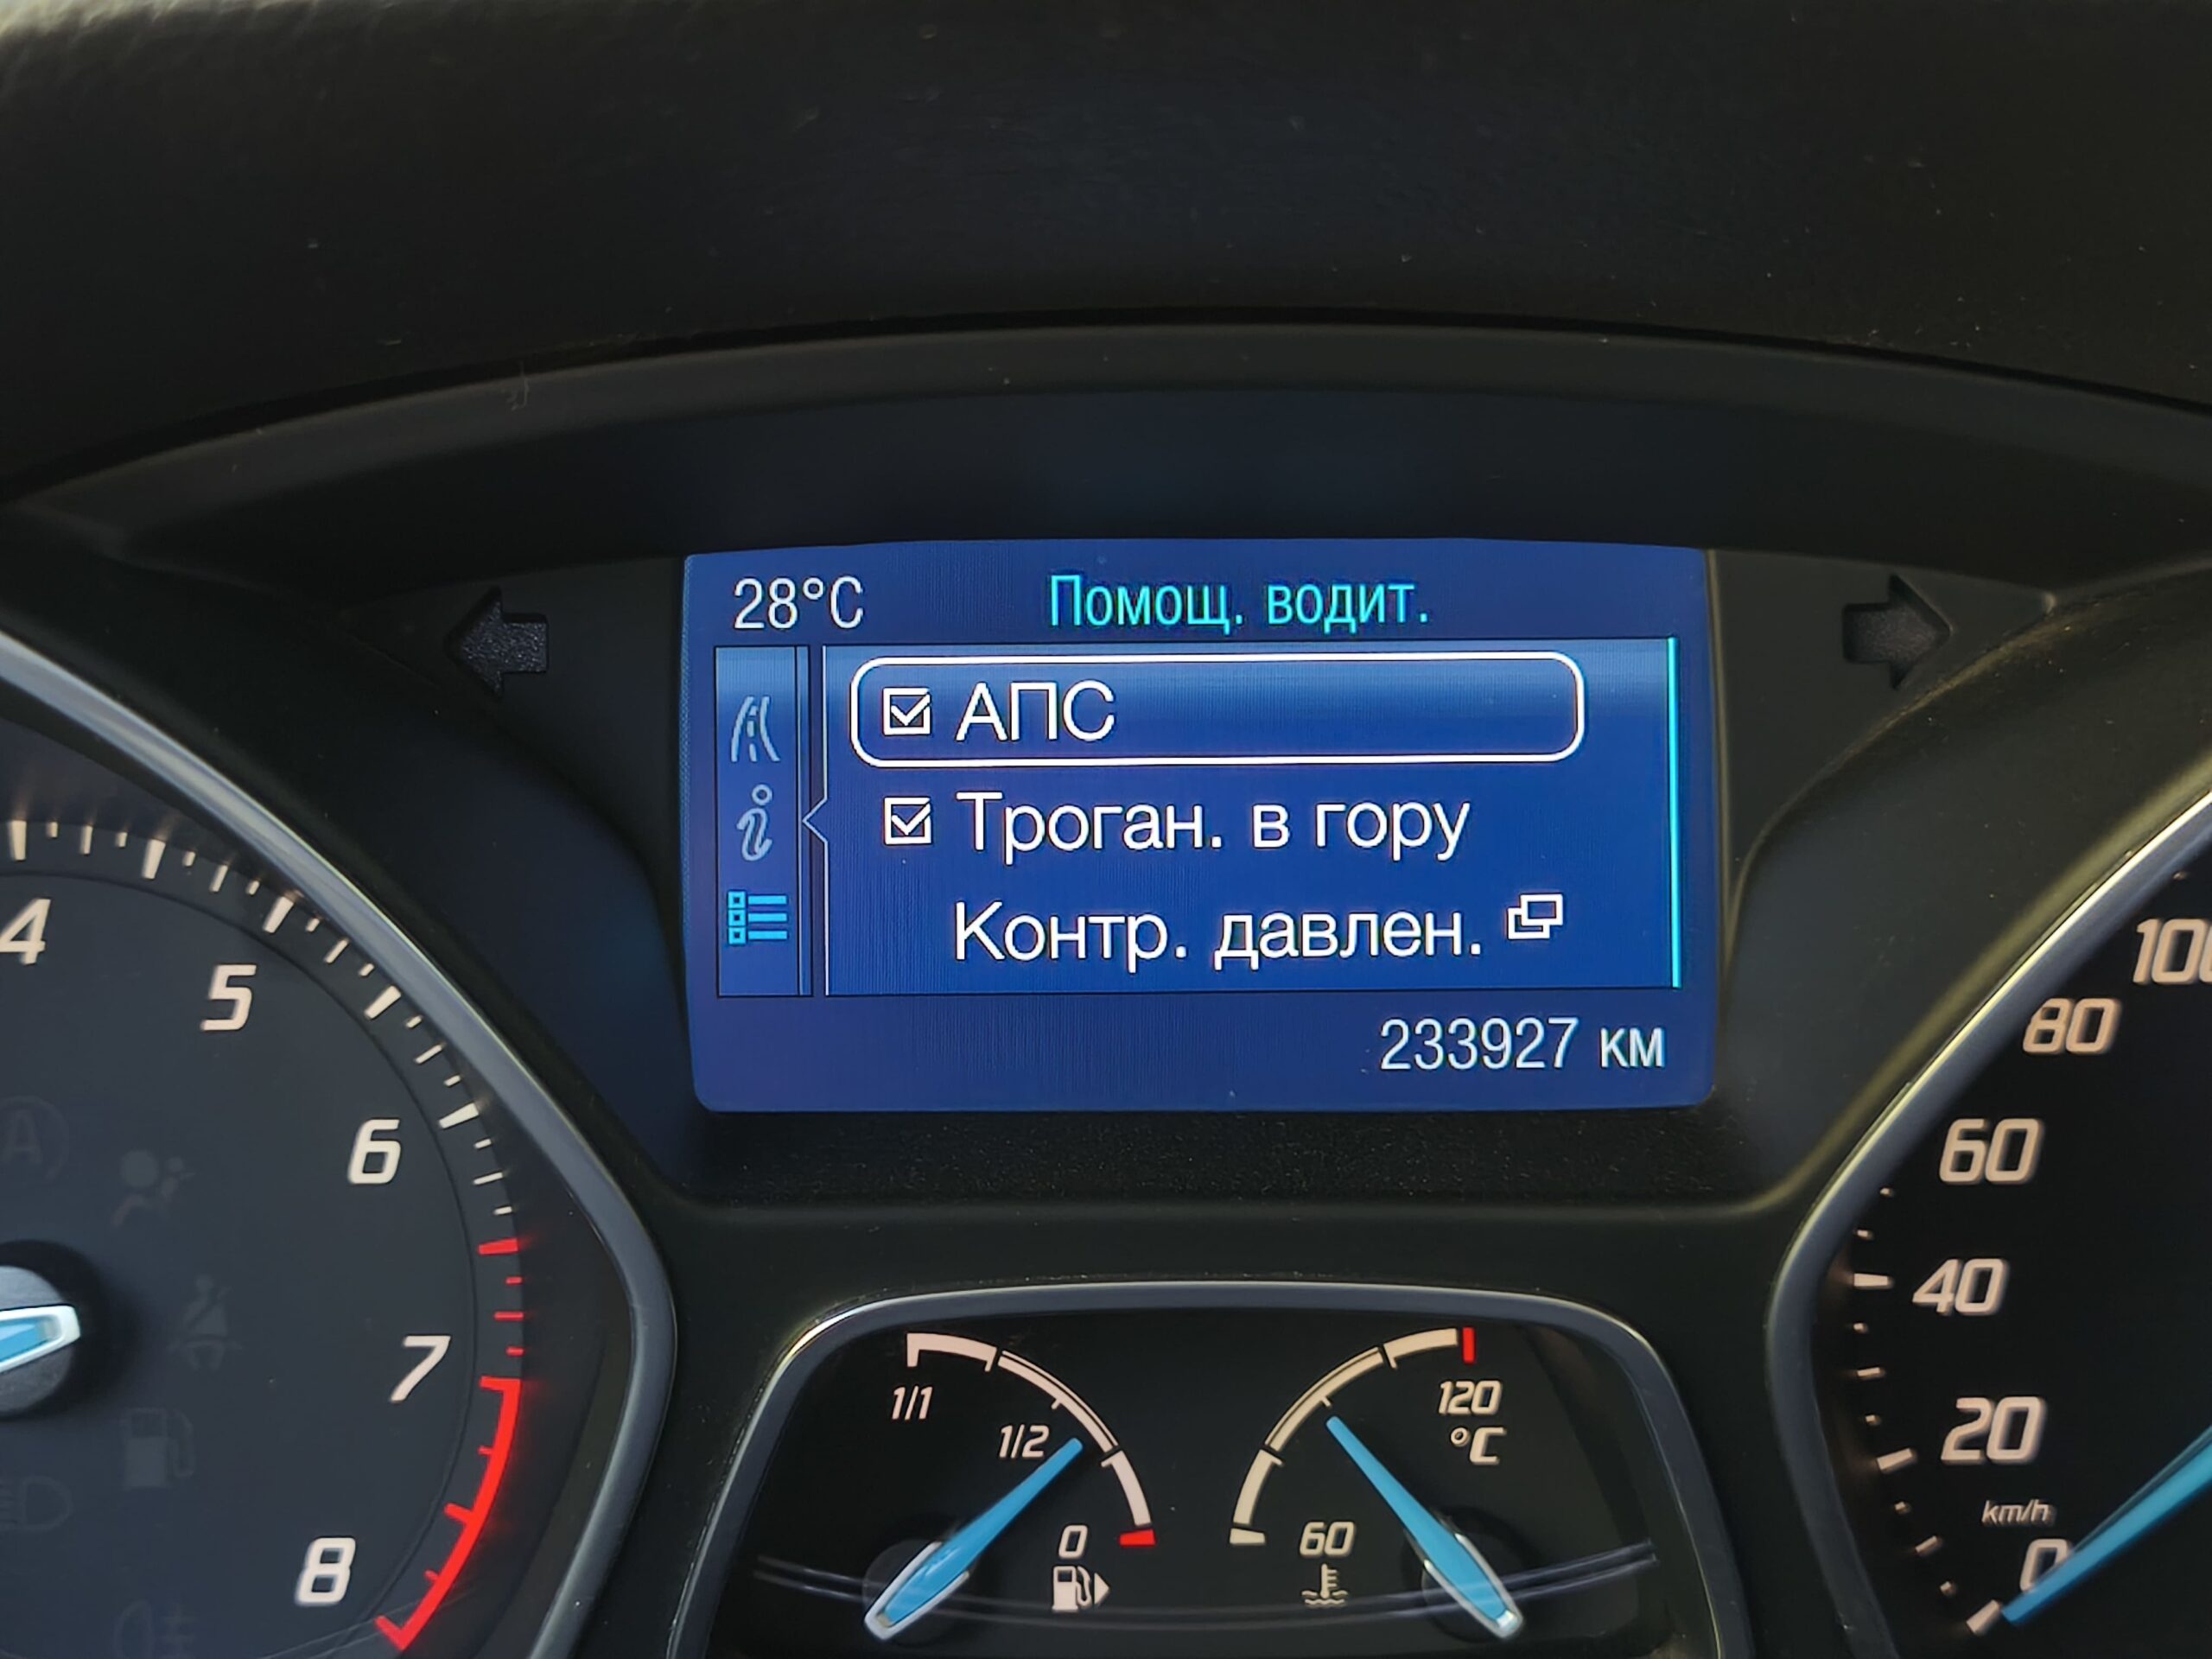 28°C Помощ. водит.
АПС
Троган. в гору
Контр. давлен.
233927 км
4
5
6
7
8
A
1/1
1/2
0
120
°C
60
100
80
60
40
20
km/h
0